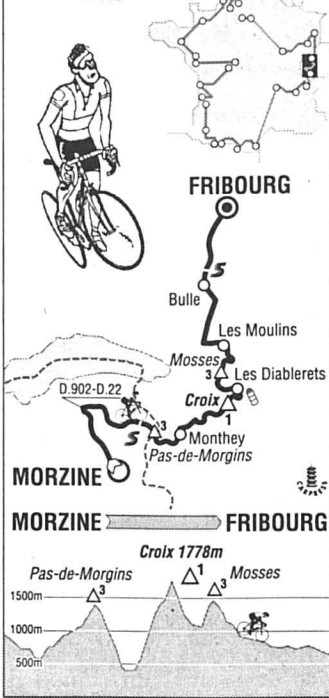 FRIBOURG
S
Bulle
Les Moulins
Mosses
3
Les Diablerets
Croix
1
D.902-D.22
S
3
Monthey
Pas-de-Morgins
MORZINE
MORZINE FRIBOURG
Croix 1778m
Pas-de-Morgins 3 1 3 Mosses
1500m
1000m
500m